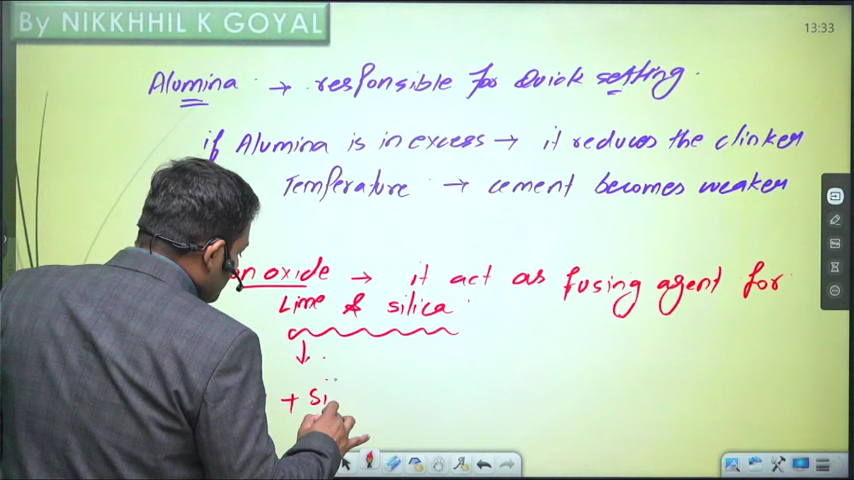 By NIKKHHIL K GOYAL
13:33
Alumina → responsible for Quick setting.
if Alumina is in excess → it reduces the clinker
Temperature → cement becomes weaker
oxide → it act as fusing agent for
Lime & silica
↓
+ Si